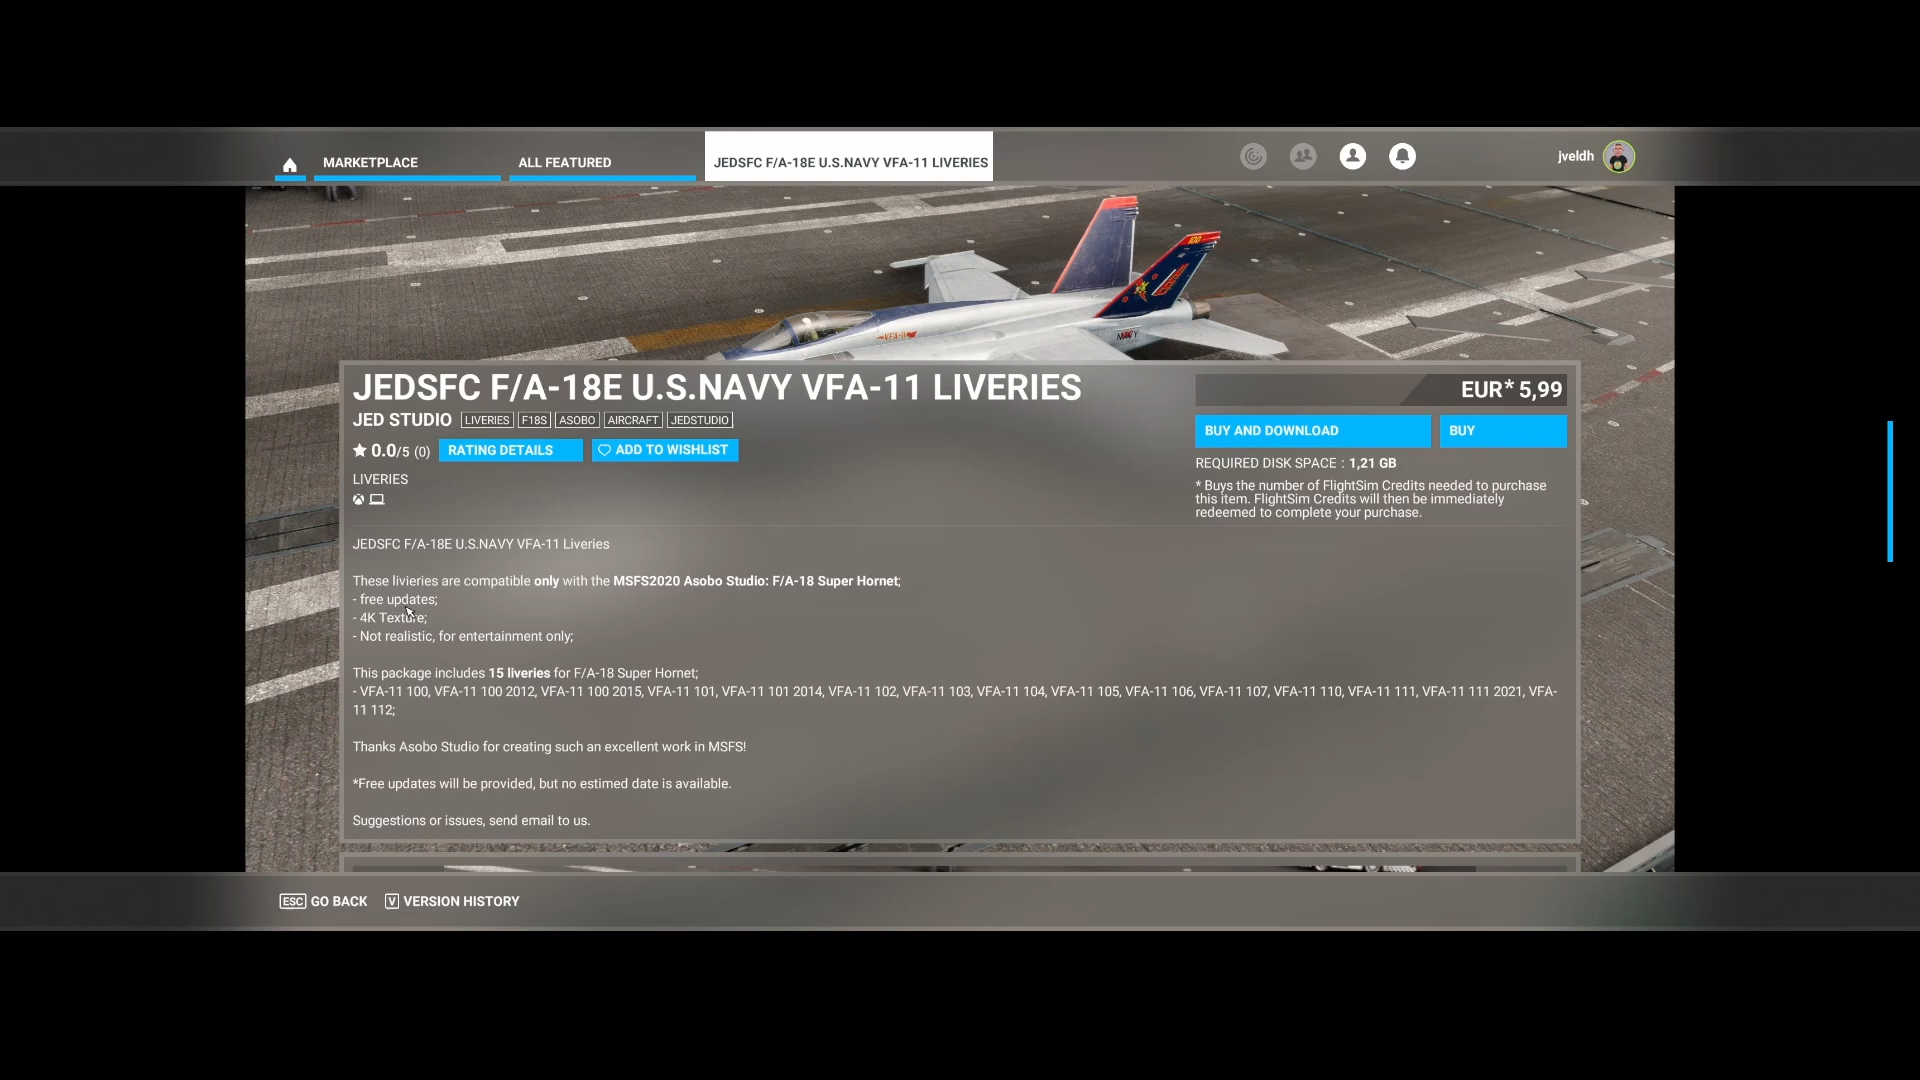 MARKETPLACE
ALL FEATURED
JEDSFC F/A-18E U.S.NAVY VFA-11 LIVERIES
jveldh
100
VFA-11
NAVY
JEDSFC F/A-18E U.S.NAVY VFA-11 LIVERIES
EUR* 5,99
JED STUDIO LIVERIES F18S ASOBO AIRCRAFT JEDSTUDIO
BUY AND DOWNLOAD
BUY
0.0/5 (0) RATING DETAILS ADD TO WISHLIST
REQUIRED DISK SPACE : 1,21 GB
LIVERIES
* Buys the number of FlightSim Credits needed to purchase
this item. FlightSim Credits will then be immediately
redeemed to complete your purchase.
JEDSFC F/A-18E U.S.NAVY VFA-11 Liveries
These livieries are compatible only with the MSFS2020 Asobo Studio: F/A-18 Super Hornet;
- free updates;
- 4K Texture;
- Not realistic, for entertainment only;
This package includes 15 liveries for F/A-18 Super Hornet;
- VFA-11 100, VFA-11 100 2012, VFA-11 100 2015, VFA-11 101, VFA-11 101 2014, VFA-11 102, VFA-11 103, VFA-11 104, VFA-11 105, VFA-11 106, VFA-11 107, VFA-11 110, VFA-11 111, VFA-11 111 2021, VFA-
11 112;
Thanks Asobo Studio for creating such an excellent work in MSFS!
*Free updates will be provided, but no estimed date is available.
Suggestions or issues, send email to us.
ESC GO BACK V VERSION HISTORY